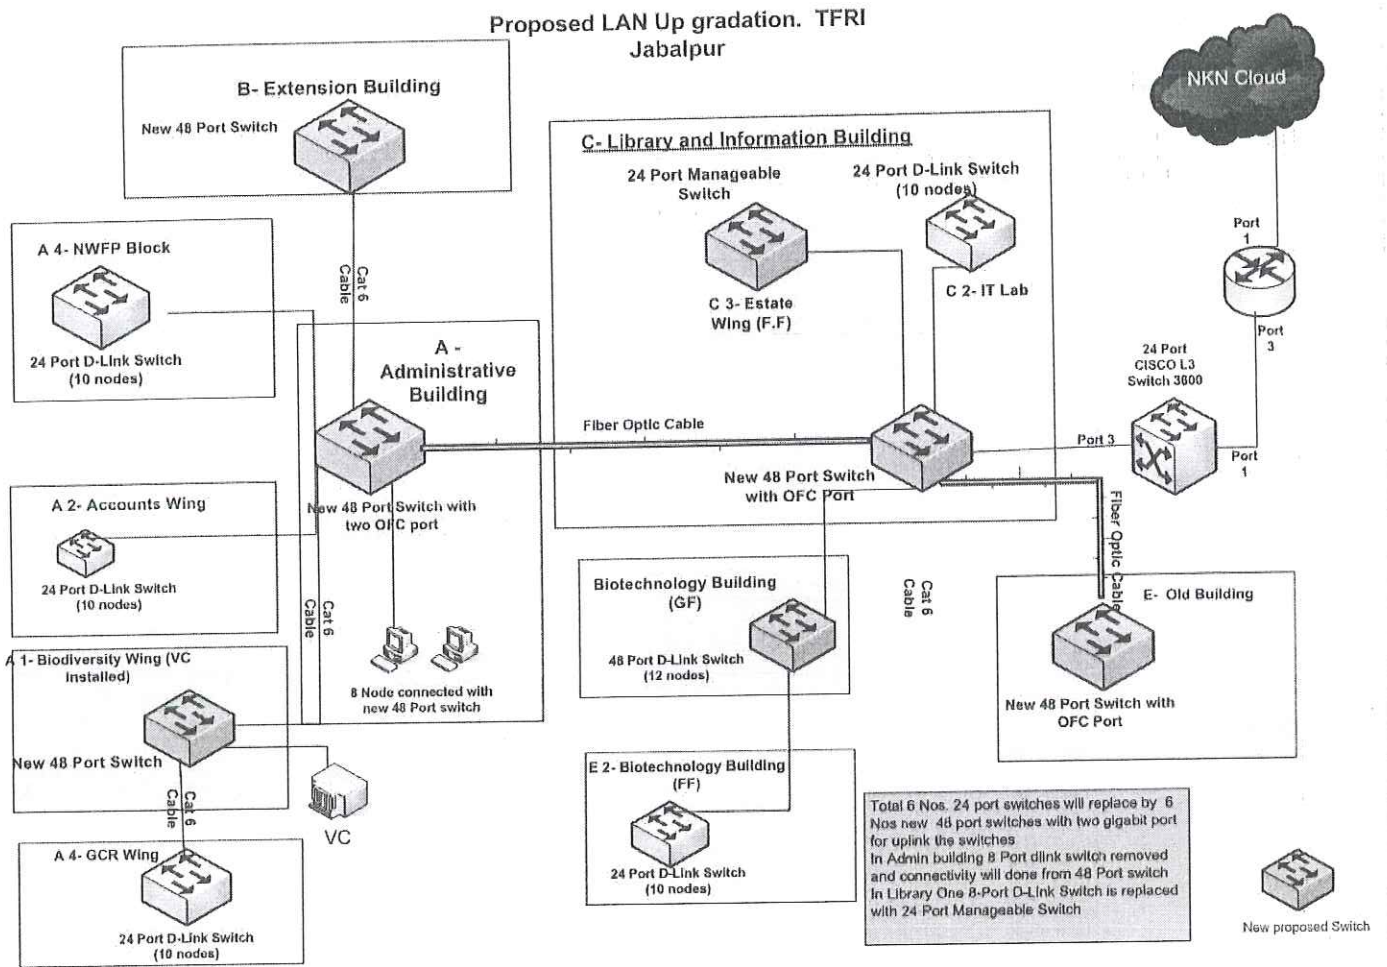 Proposed LAN Up gradation.  TFRI
Jabalpur
NKN Cloud
B- Extension Building
New 48 Port Switch
C- Library and Information Building
24 Port Manageable
Switch
24 Port D-Link Switch
(10 nodes)
C 3- Estate
Wing (F.F)
C 2- IT Lab
Port
1
Port
3
24 Port
CISCO L3
Switch 3600
Port 3
Port
1
A 4- NWFP Block
24 Port D-Link Switch
(10 nodes)
Cat 6
Cable
A -
Administrative
Building
Fiber Optic Cable
New 48 Port Switch with
two OFC port
New 48 Port Switch
with OFC Port
A 2- Accounts Wing
24 Port D-Link Switch
(10 nodes)
Cat 6
Cable
8 Node connected with
new 48 Port switch
Biotechnology Building
(GF)
48 Port D-Link Switch
(12 nodes)
Cat 6
Cable
Fiber Optic Cable
E-  Old Building
New 48 Port Switch with
OFC Port
A 1- Biodiversity Wing (VC
Installed)
New 48 Port Switch
Cat 6
Cable
VC
E 2- Biotechnology Building
(FF)
24 Port D-Link Switch
(10 nodes)
A 4- GCR Wing
24 Port D-Link Switch
(10 nodes)
Total 6 Nos. 24 port switches will replace by  6
Nos new  48 port switches with two gigabit port
for uplink the switches
In Admin building 8 Port dlink switch removed
and connectivity will done from 48 Port switch
In Library One 8-Port D-Link Switch is replaced
with 24 Port Manageable Switch
New proposed Switch